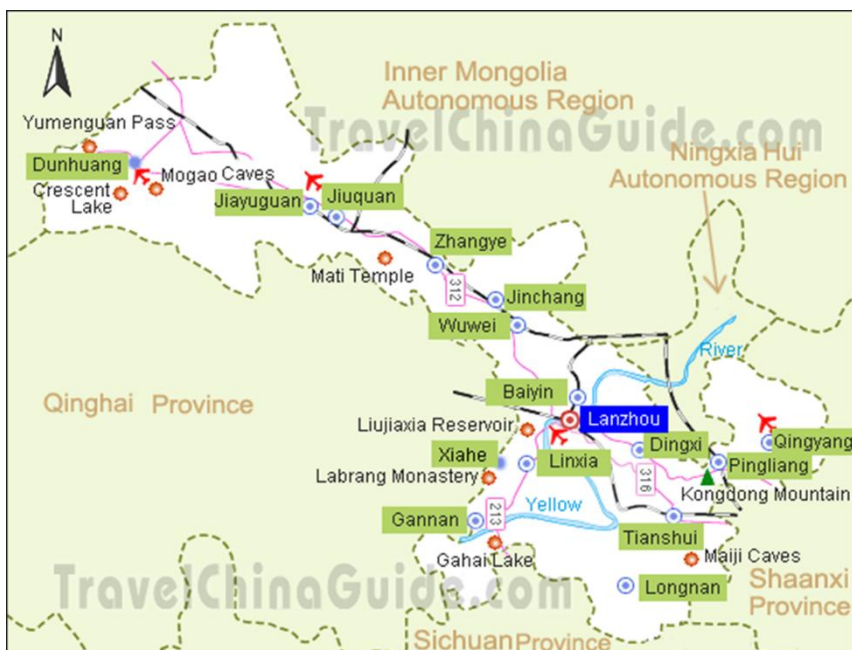 N
Inner Mongolia
Autonomous Region
TravelChinaGuide.com
Yumenguan Pass
Ningxia Hui
Autonomous Region
Dunhuang
Mogao Caves
Crescent
Lake
Jiayuguan
Jiuquan
Zhangye
Mati Temple
312
Jinchang
Wuwei
River
Baiyin
Qinghai Province
Liujiaxia Reservoir
Lanzhou
Dingxi
Qingyang
Xiahe
Linxia
Pingliang
Labrang Monastery
316
Kongdong Mountain
Gannan
213
Yellow
Tianshui
Gahai Lake
Maiji Caves
TravelChinaGuide.com
Longnan
Shaanxi
Province
Sichuan Province